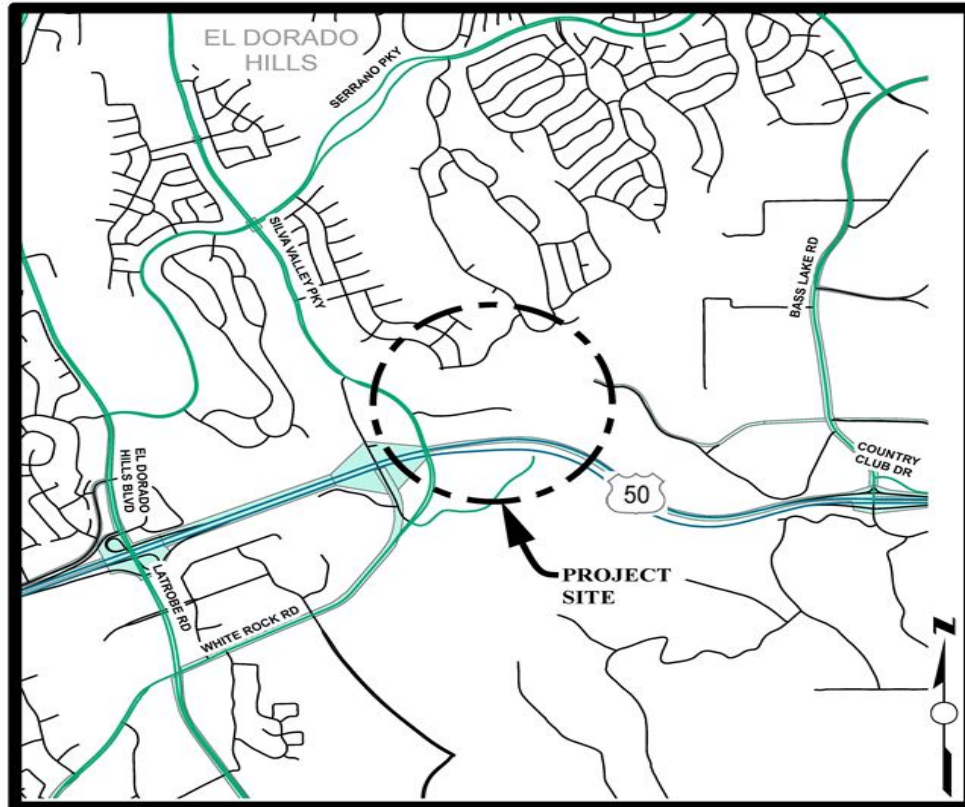 EL DORADO
HILLS
SERRANO PKY
SILVA VALLEY PKY
BASS LAKE RD
COUNTRY
CLUB DR
EL DORADO
HILLS BLVD
50
LATROBE RD
WHITE ROCK RD
PROJECT
SITE
N